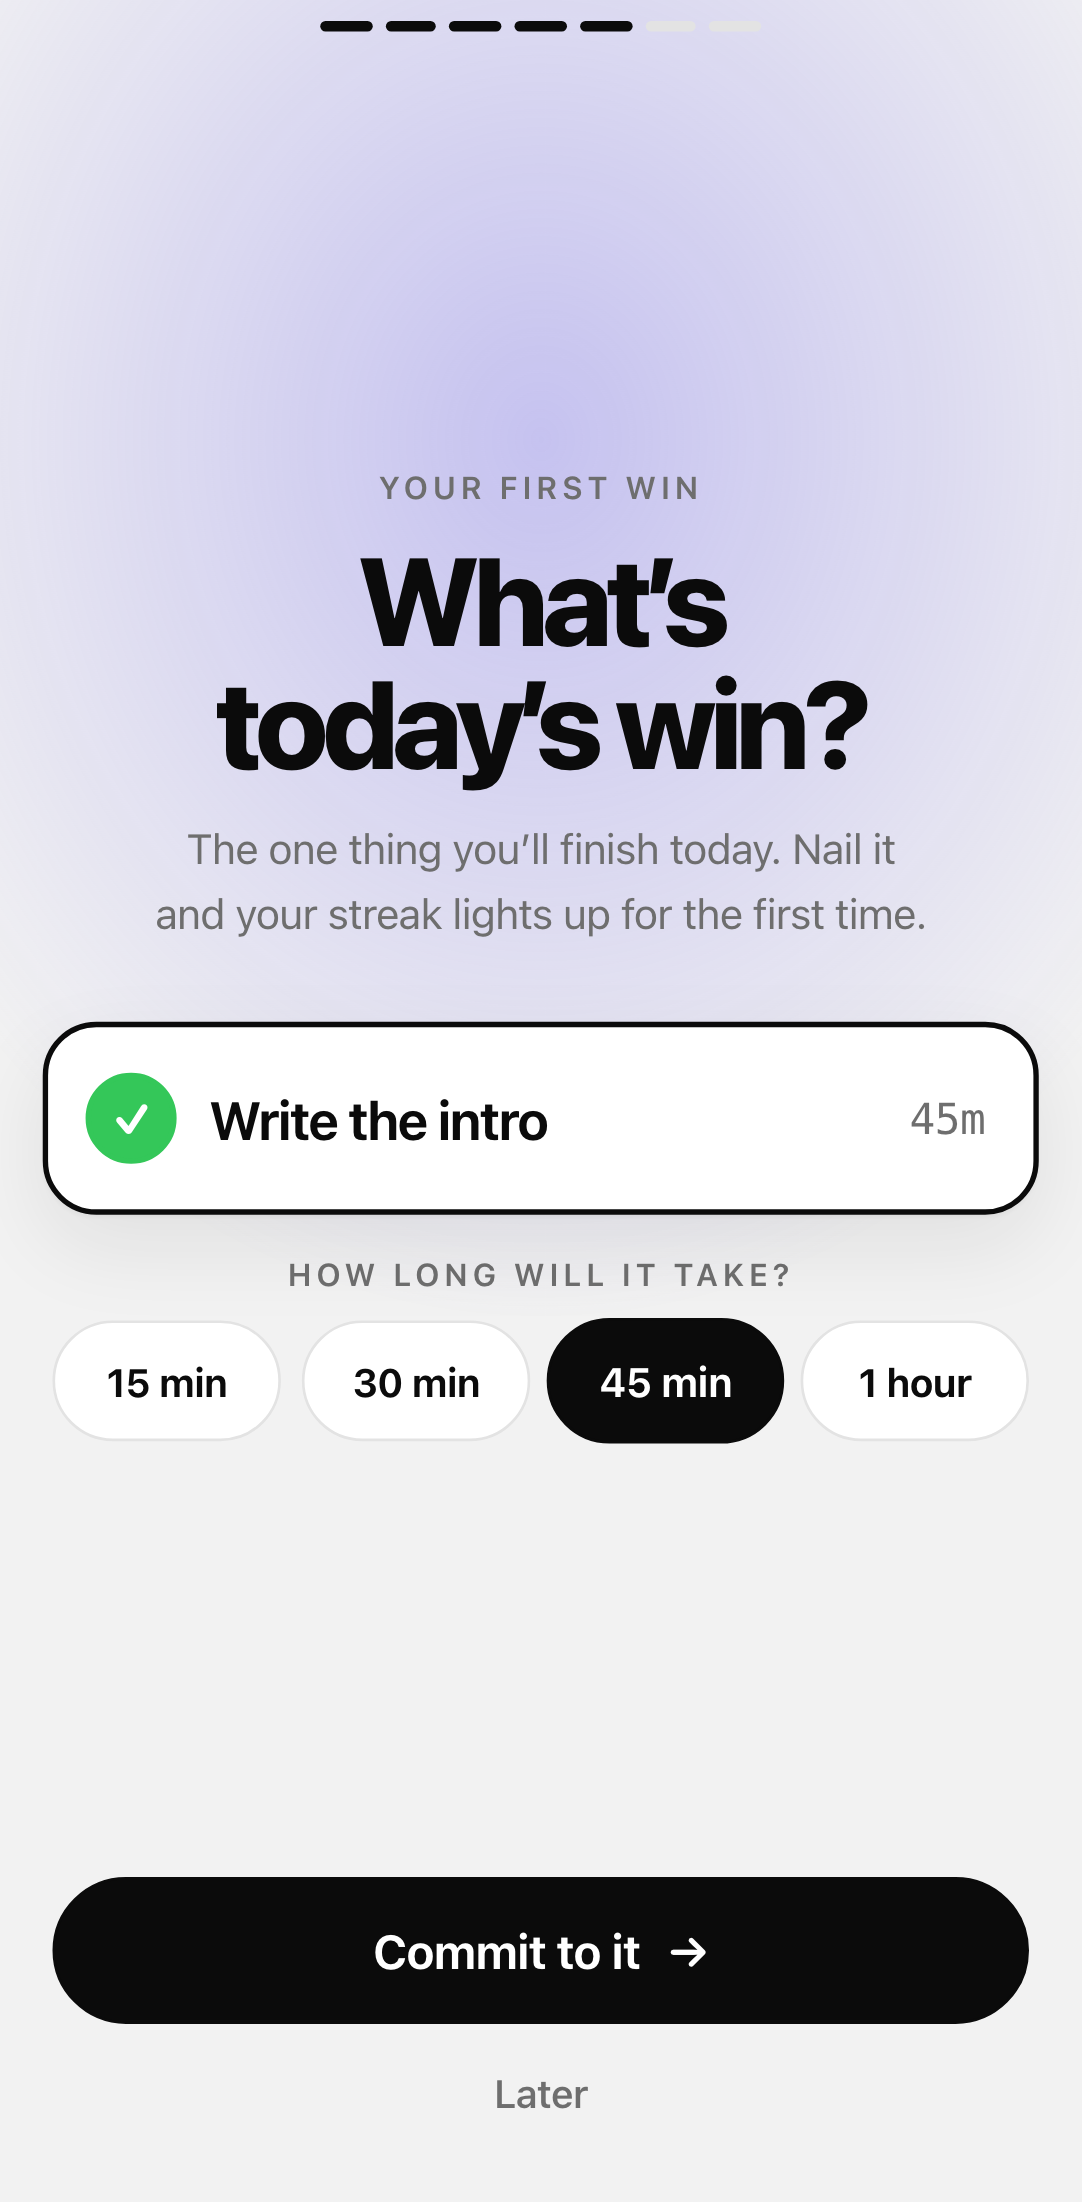 YOUR FIRST WIN
What’s
today’s win?
The one thing you’ll finish today. Nail it
and your streak lights up for the first time.
Write the intro 45m
HOW LONG WILL IT TAKE?
15 min 30 min 45 min 1 hour
Commit to it →
Later